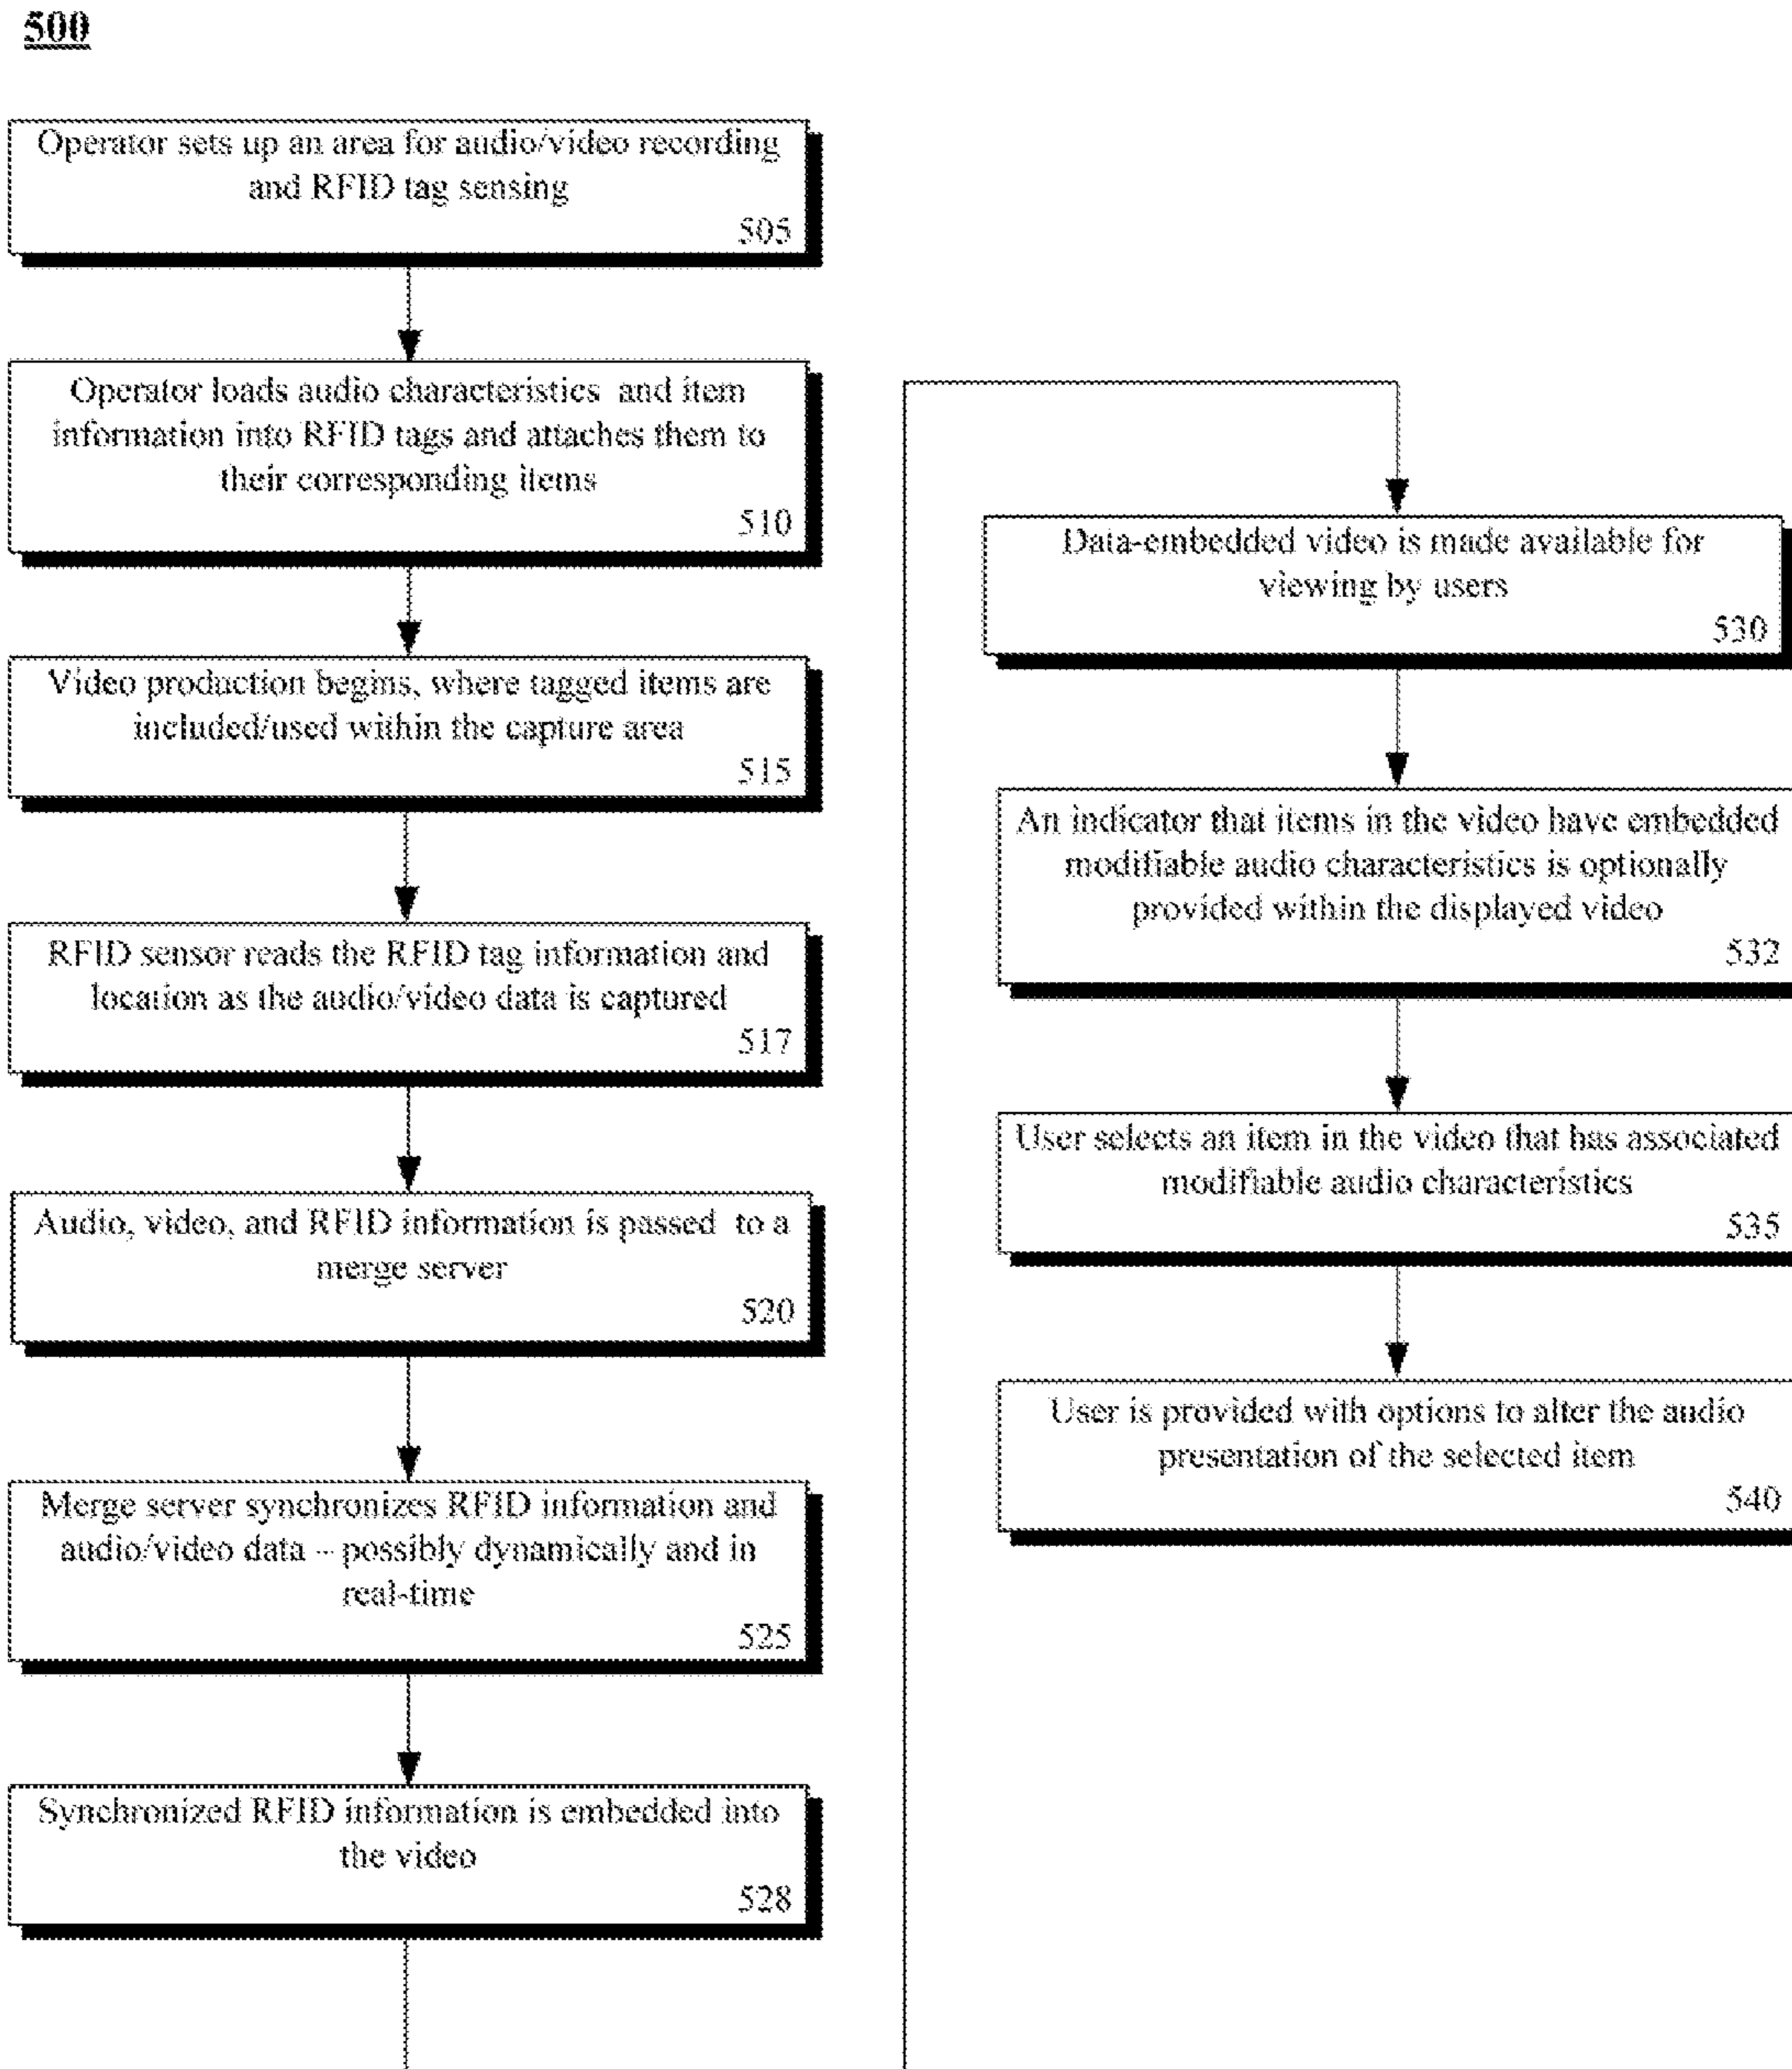 500
Operator sets up an area for audio/video recording
and RFID tag sensing
505
Operator loads audio characteristics and item
information into RFID tags and attaches them to
their corresponding items
510
Video production begins, where tagged items are
included/used within the capture area
515
RFID sensor reads the RFID tag information and
location as the audio/video data is captured
517
Audio, video, and RFID information is passed to a
merge server
520
Merge server synchronizes RFID information and
audio/video data – possibly dynamically and in
real-time
525
Synchronized RFID information is embedded into
the video
528
Data-embedded video is made available for
viewing by users
530
An indicator that items in the video have embedded
modifiable audio characteristics is optionally
provided within the displayed video
532
User selects an item in the video that has associated
modifiable audio characteristics
535
User is provided with options to alter the audio
presentation of the selected item
540